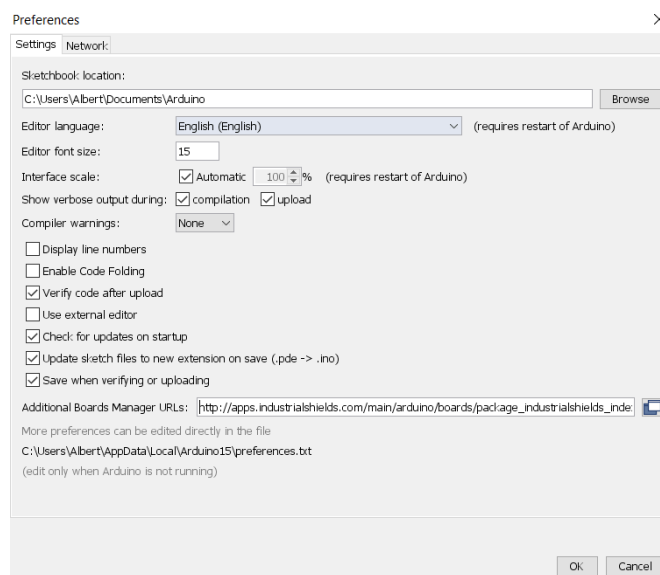 Preferences
Settings Network
Sketchbook location:
C:\Users\Albert\Documents\Arduino Browse
Editor language: English (English) (requires restart of Arduino)
Editor font size: 15
Interface scale: Automatic 100 % (requires restart of Arduino)
Show verbose output during: compilation upload
Compiler warnings: None
Display line numbers
Enable Code Folding
Verify code after upload
Use external editor
Check for updates on startup
Update sketch files to new extension on save (.pde -> .ino)
Save when verifying or uploading
Additional Boards Manager URLs: http://apps.industrialshields.com/main/arduino/boards/package_industrialshields_inde
More preferences can be edited directly in the file
C:\Users\Albert\AppData\Local\Arduino15\preferences.txt
(edit only when Arduino is not running)
OK Cancel